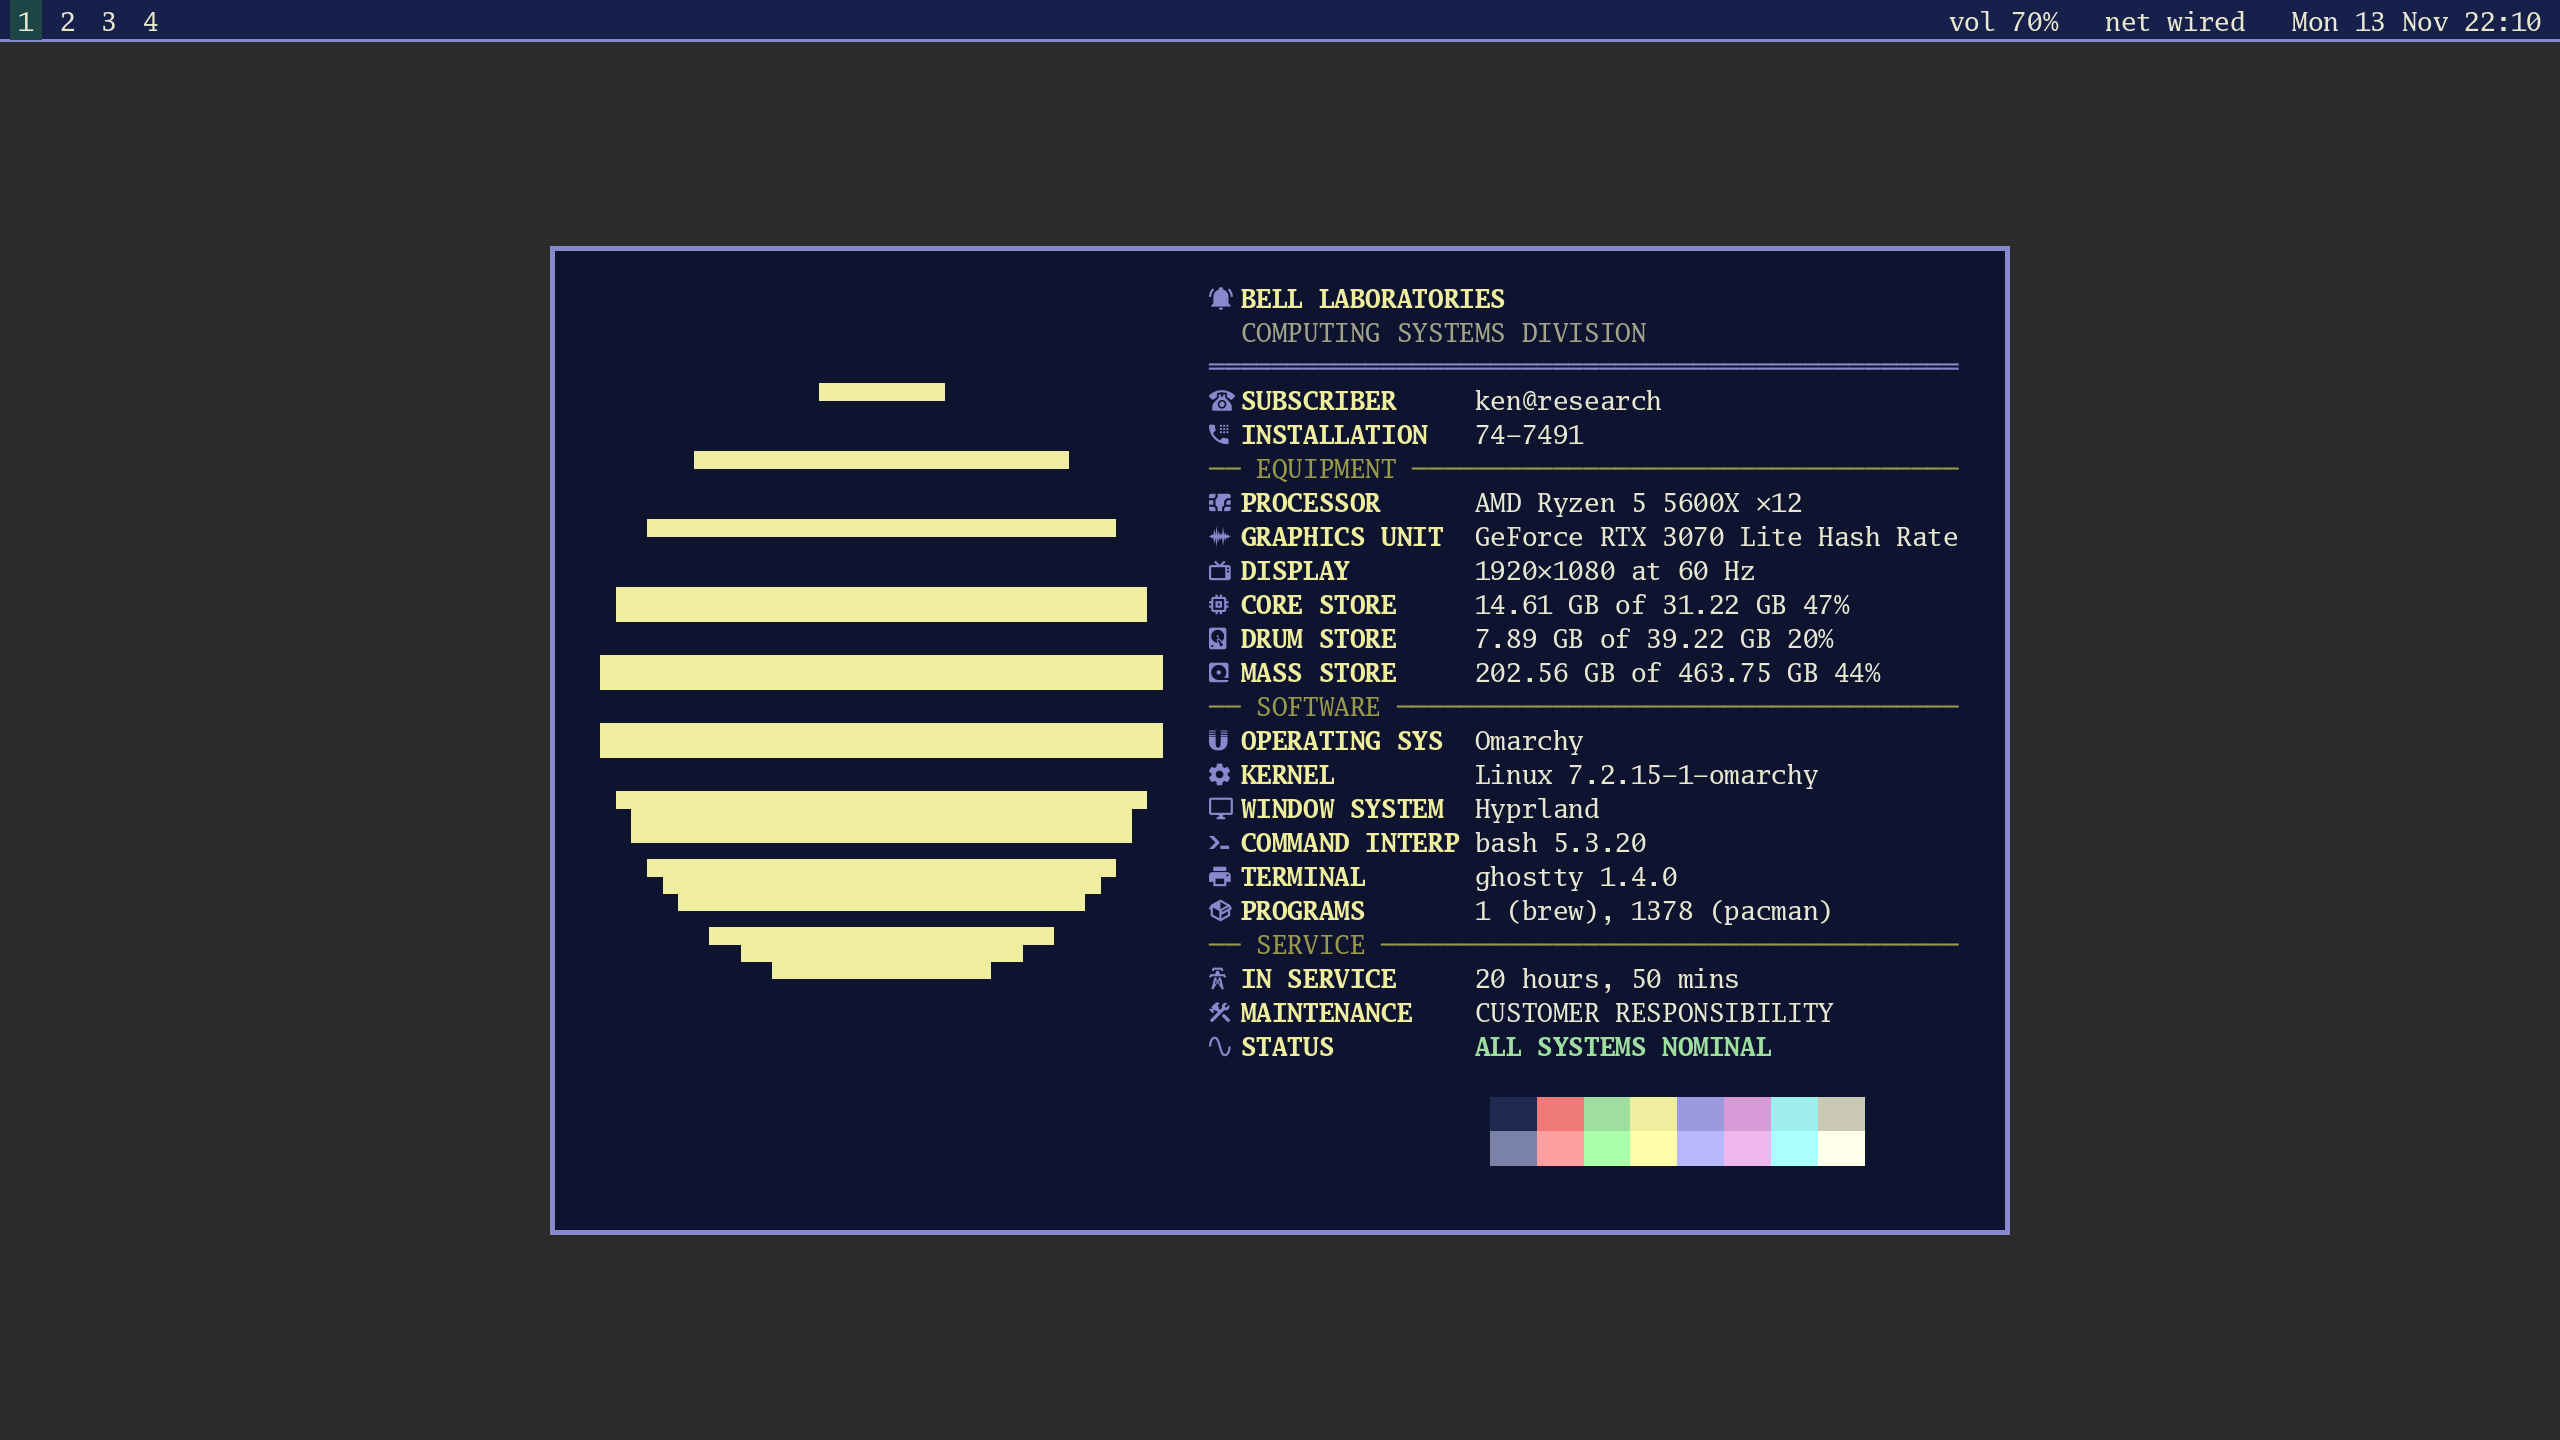 1 2 3 4 vol 70% net wired Mon 13 Nov 22:10
BELL LABORATORIES
COMPUTING SYSTEMS DIVISION
SUBSCRIBER ken@research
INSTALLATION 74-7491
EQUIPMENT
PROCESSOR AMD Ryzen 5 5600X ×12
GRAPHICS UNIT GeForce RTX 3070 Lite Hash Rate
DISPLAY 1920×1080 at 60 Hz
CORE STORE 14.61 GB of 31.22 GB 47%
DRUM STORE 7.89 GB of 39.22 GB 20%
MASS STORE 202.56 GB of 463.75 GB 44%
SOFTWARE
OPERATING SYS Omarchy
KERNEL Linux 7.2.15-1-omarchy
WINDOW SYSTEM Hyprland
COMMAND INTERP bash 5.3.20
TERMINAL ghostty 1.4.0
PROGRAMS 1 (brew), 1378 (pacman)
SERVICE
IN SERVICE 20 hours, 50 mins
MAINTENANCE CUSTOMER RESPONSIBILITY
STATUS ALL SYSTEMS NOMINAL